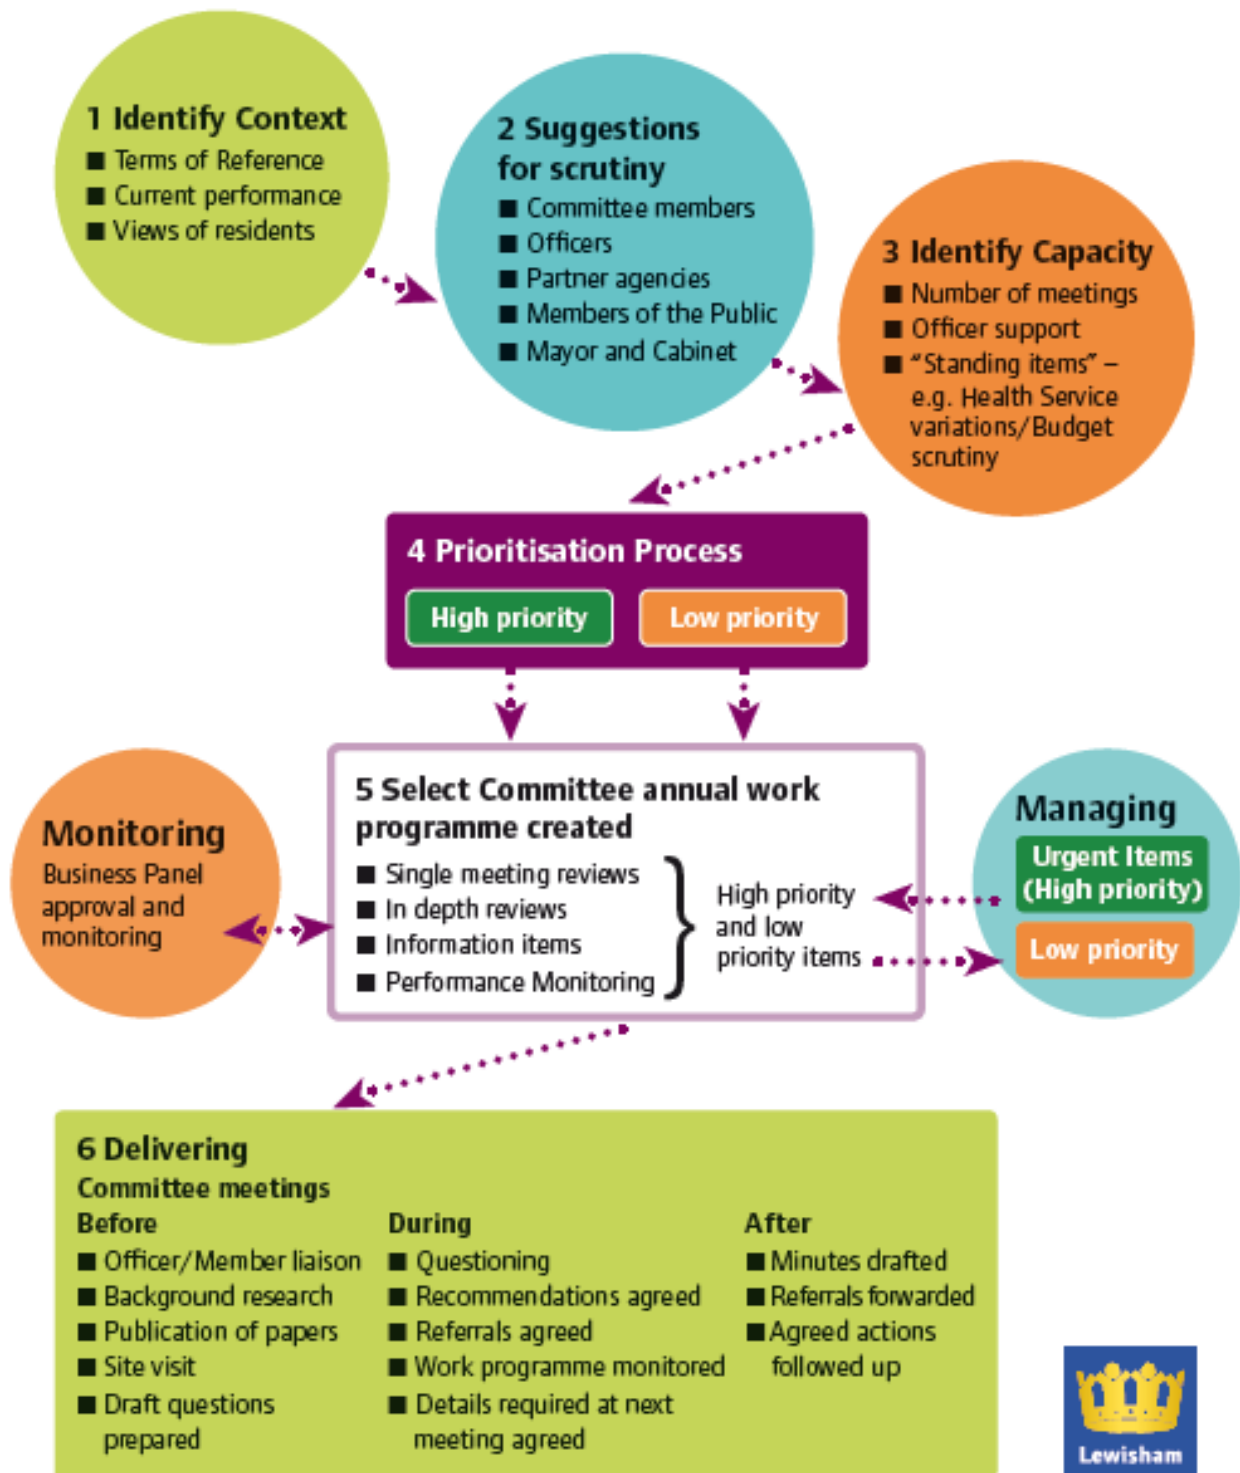 1 Identify Context
■ Terms of Reference
■ Current performance
■ Views of residents
2 Suggestions
for scrutiny
■ Committee members
■ Officers
■ Partner agencies
■ Members of the Public
■ Mayor and Cabinet
3 Identify Capacity
■ Number of meetings
■ Officer support
■ “Standing items” –
e.g. Health Service
variations/Budget
scrutiny
4 Prioritisation Process
High priority
Low priority
5 Select Committee annual work
programme created
■ Single meeting reviews
■ In depth reviews
■ Information items
■ Performance Monitoring
High priority
and low
priority items
Monitoring
Business Panel
approval and
monitoring
Managing
Urgent Items
(High priority)
Low priority
6 Delivering
Committee meetings
Before
■ Officer/Member liaison
■ Background research
■ Publication of papers
■ Site visit
■ Draft questions
prepared
During
■ Questioning
■ Recommendations agreed
■ Referrals agreed
■ Work programme monitored
■ Details required at next
meeting agreed
After
■ Minutes drafted
■ Referrals forwarded
■ Agreed actions
followed up
Lewisham